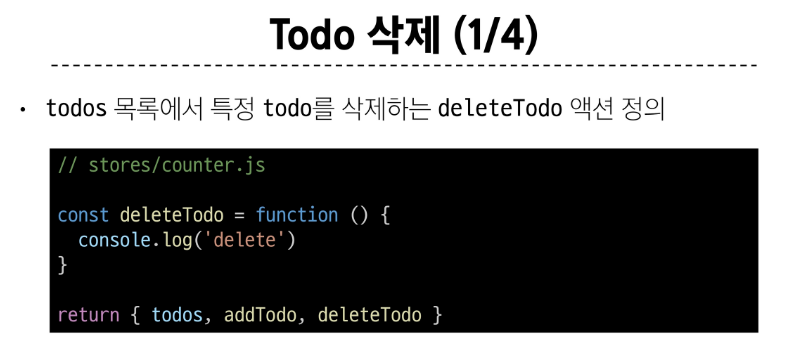 Todo 삭제 (1/4)
• todos 목록에서 특정 todo를 삭제하는 deleteTodo 액션 정의
// stores/counter.js
const deleteTodo = function () {
  console.log('delete')
}
return { todos, addTodo, deleteTodo }